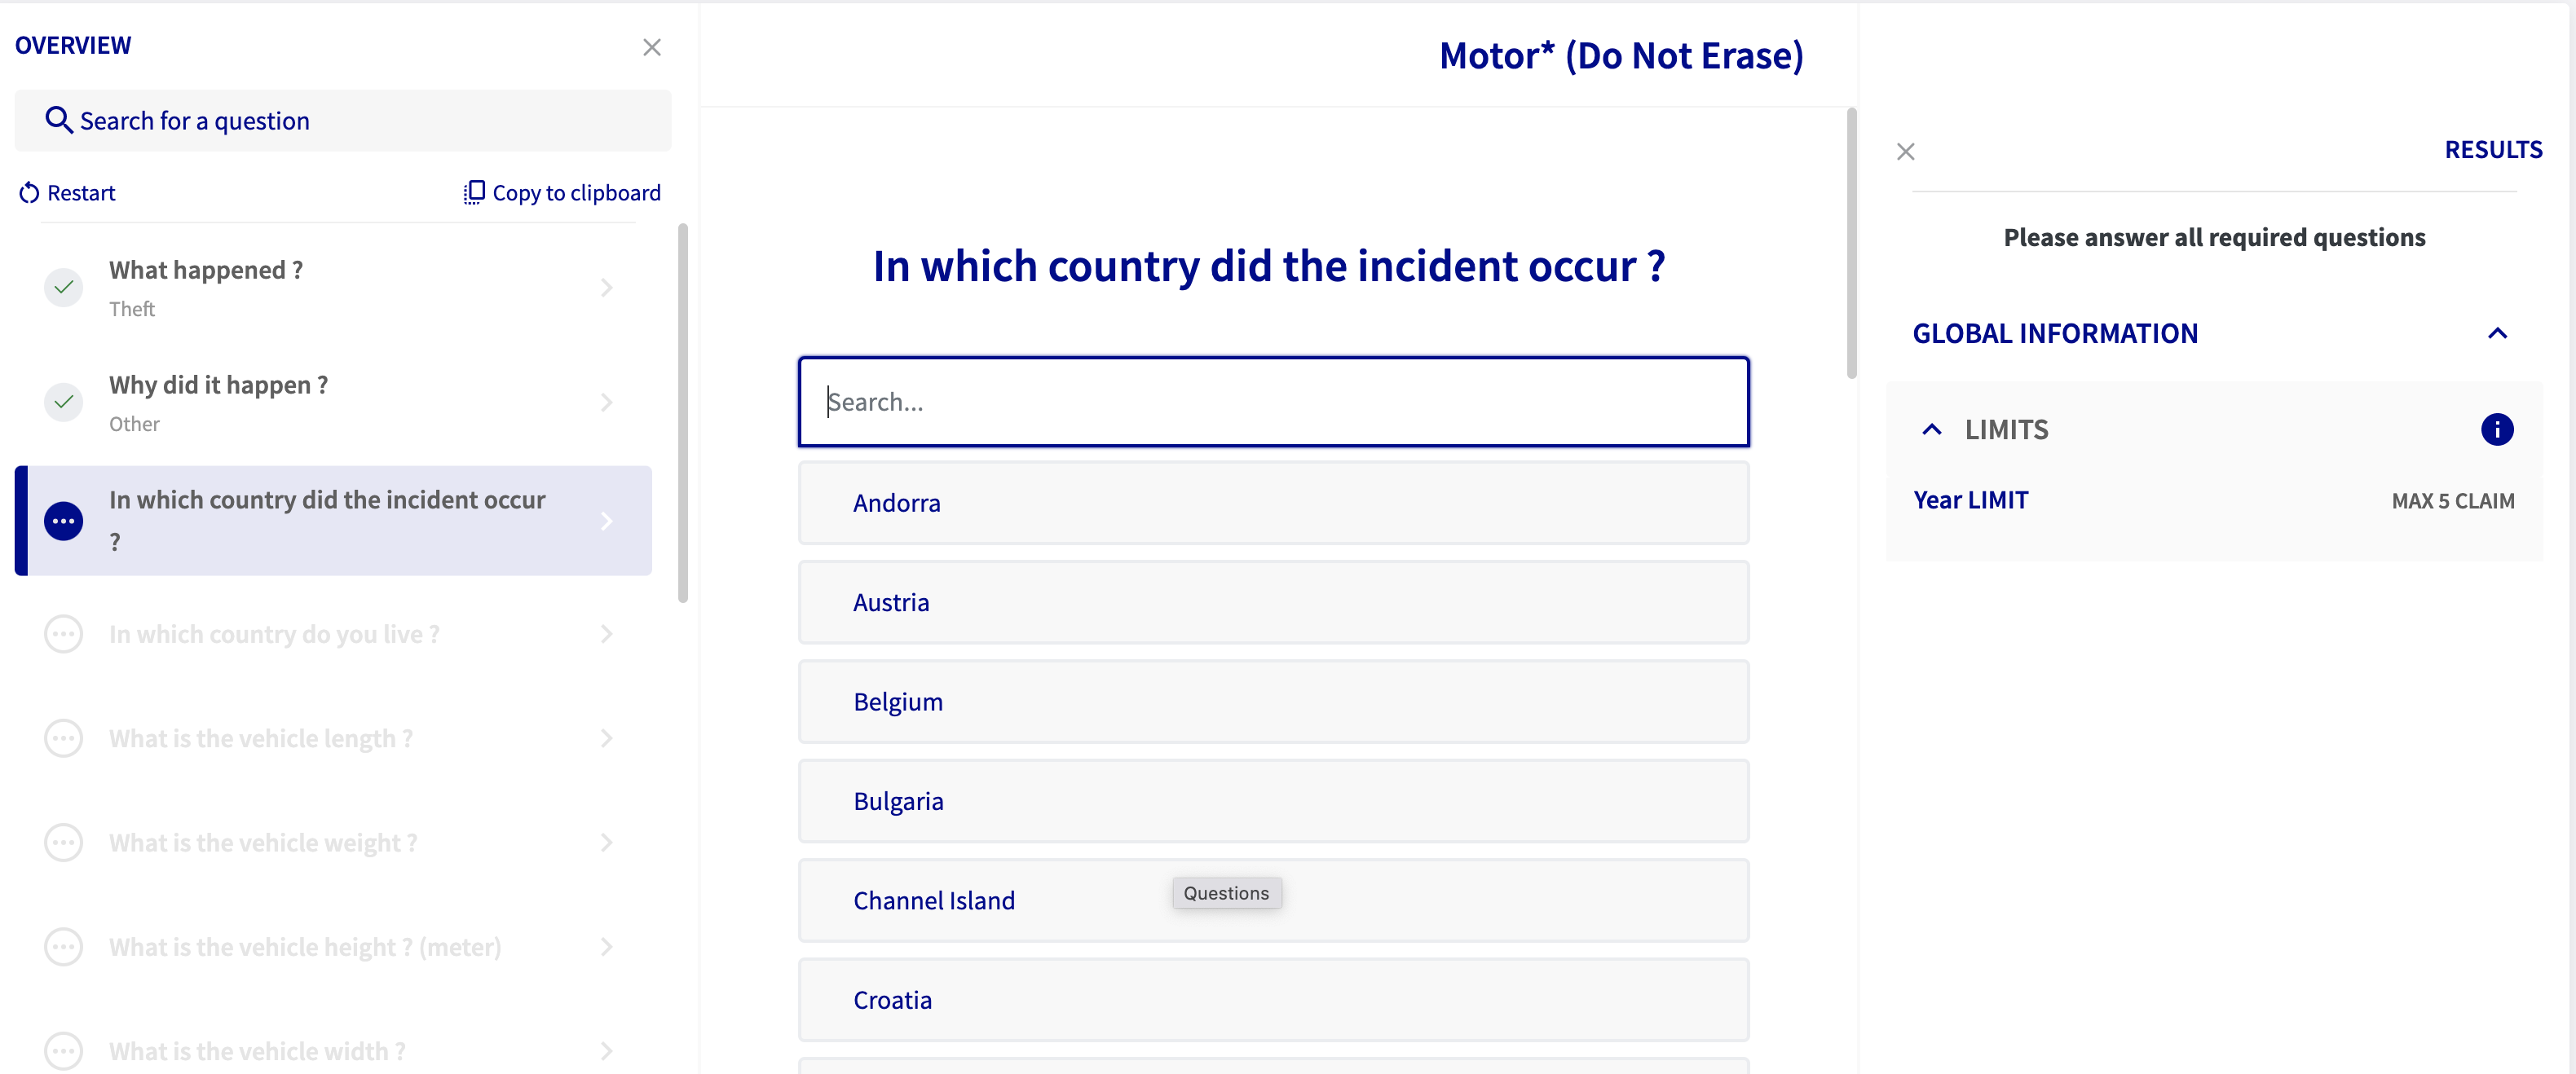 OVERVIEW
Search for a question
Restart
Copy to clipboard
What happened ?
Theft
Why did it happen ?
Other
In which country did the incident occur
?
In which country do you live ?
What is the vehicle length ?
What is the vehicle weight ?
What is the vehicle height ? (meter)
What is the vehicle width ?
Motor* (Do Not Erase)
In which country did the incident occur ?
Search...
Andorra
Austria
Belgium
Bulgaria
Channel Island
Questions
Croatia
RESULTS
Please answer all required questions
GLOBAL INFORMATION
LIMITS
Year LIMIT
MAX 5 CLAIM